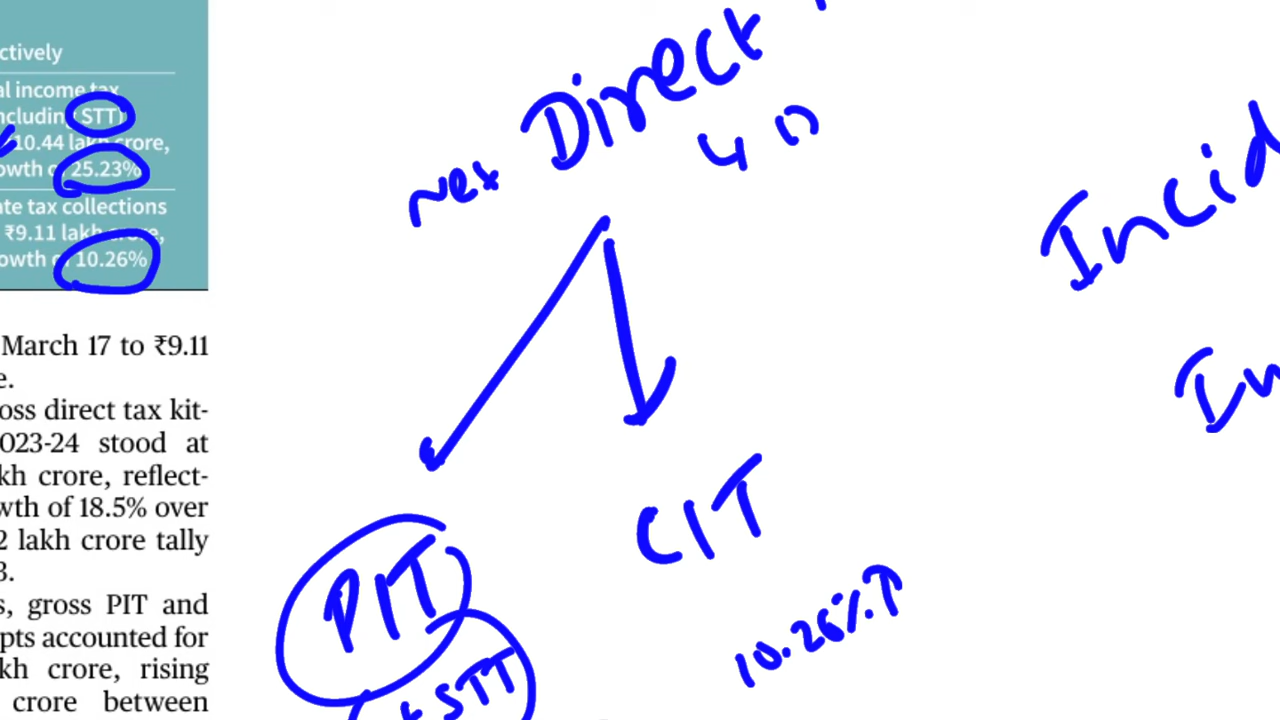 ctively
al income tax
ncluding STT)
10.44 lakh crore,
owth of 25.23%
ate tax collections
₹9.11 lakh crore,
owth of 10.26%
March 17 to ₹9.11
e.
oss direct tax kit-
023-24 stood at
kh crore, reflect-
wth of 18.5% over
2 lakh crore tally
3.
s, gross PIT and
pts accounted for
kh crore, rising
crore between
Direct
Net
Incid
In
PIT
STT
CIT
10.26%↑